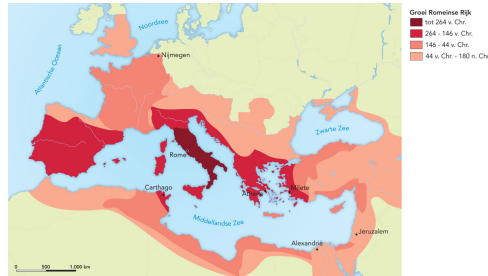 Groei Romeinse Rijk
tot 264 v. Chr.
264 - 146 v. Chr.
146 - 44 v. Chr.
44 v. Chr. - 180 n. Chr
Noordzee
Atlantische Oceaan
Nijmegen
Zwarte Zee
Rome
Carthago
Milete
Middellandse Zee
Jeruzalem
Alexandrië
0 500 1.000 km